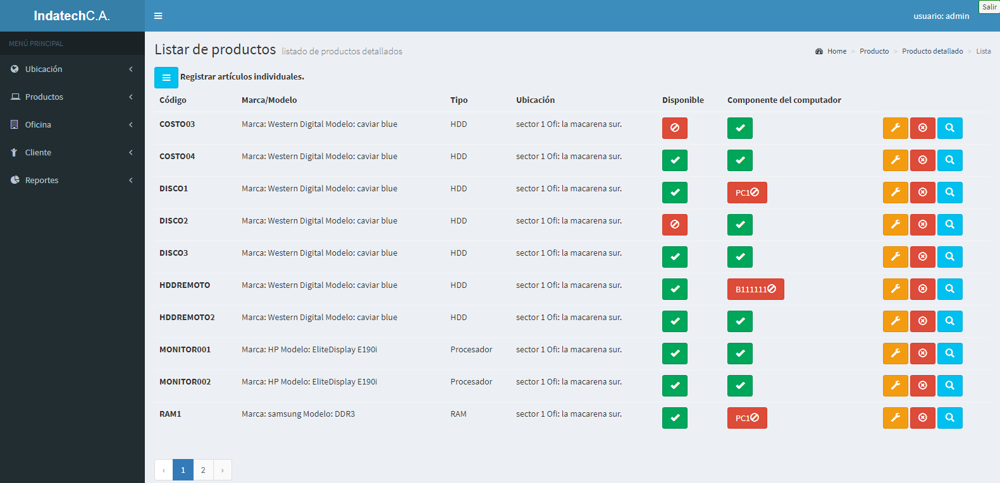 IndatechC.A.
usuario: admin
Salir
MENÚ PRINCIPAL
Ubicación
Productos
Oficina
Cliente
Reportes
Listar de productos listado de productos detallados
Home > Producto > Producto detallado > Lista
Registrar artículos individuales.
Código Marca/Modelo Tipo Ubicación Disponible Componente del computador
COSTO03 Marca: Western Digital Modelo: caviar blue HDD sector 1 Ofi: la macarena sur.
COSTO04 Marca: Western Digital Modelo: caviar blue HDD sector 1 Ofi: la macarena sur.
DISCO1 Marca: Western Digital Modelo: caviar blue HDD sector 1 Ofi: la macarena sur. PC1
DISCO2 Marca: Western Digital Modelo: caviar blue HDD sector 1 Ofi: la macarena sur.
DISCO3 Marca: Western Digital Modelo: caviar blue HDD sector 1 Ofi: la macarena sur.
HDDREMOTO Marca: Western Digital Modelo: caviar blue HDD sector 1 Ofi: la macarena sur. B111111
HDDREMOTO2 Marca: Western Digital Modelo: caviar blue HDD sector 1 Ofi: la macarena sur.
MONITOR001 Marca: HP Modelo: EliteDisplay E190i Procesador sector 1 Ofi: la macarena sur.
MONITOR002 Marca: HP Modelo: EliteDisplay E190i Procesador sector 1 Ofi: la macarena sur.
RAM1 Marca: samsung Modelo: DDR3 RAM sector 1 Ofi: la macarena sur. PC1
‹ 1 2 ›